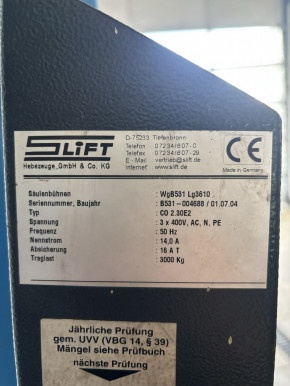 SLIFT
Hebezeuge GmbH & Co. KG
D-75233 Tiefenbronn
Telefon 07234/607-0
Telefax 07234/607-29
E-Mail vertrieb@slift.de
Internet www.slift.de
CE
Made in Germany
Säulenbühnen : WgB531 Lg3610
Seriennummer, Baujahr : B531-004688 / 01.07.04
Typ : CO 2.30E2
Spannung : 3 x 400V, AC, N, PE
Frequenz : 50 Hz
Nennstrom : 14,0 A
Absicherung : 16 A T
Traglast : 3000 Kg
Jährliche Prüfung
gem. UVV (VBG 14, § 39)
Mängel siehe Prüfbuch
nächste Prüfung